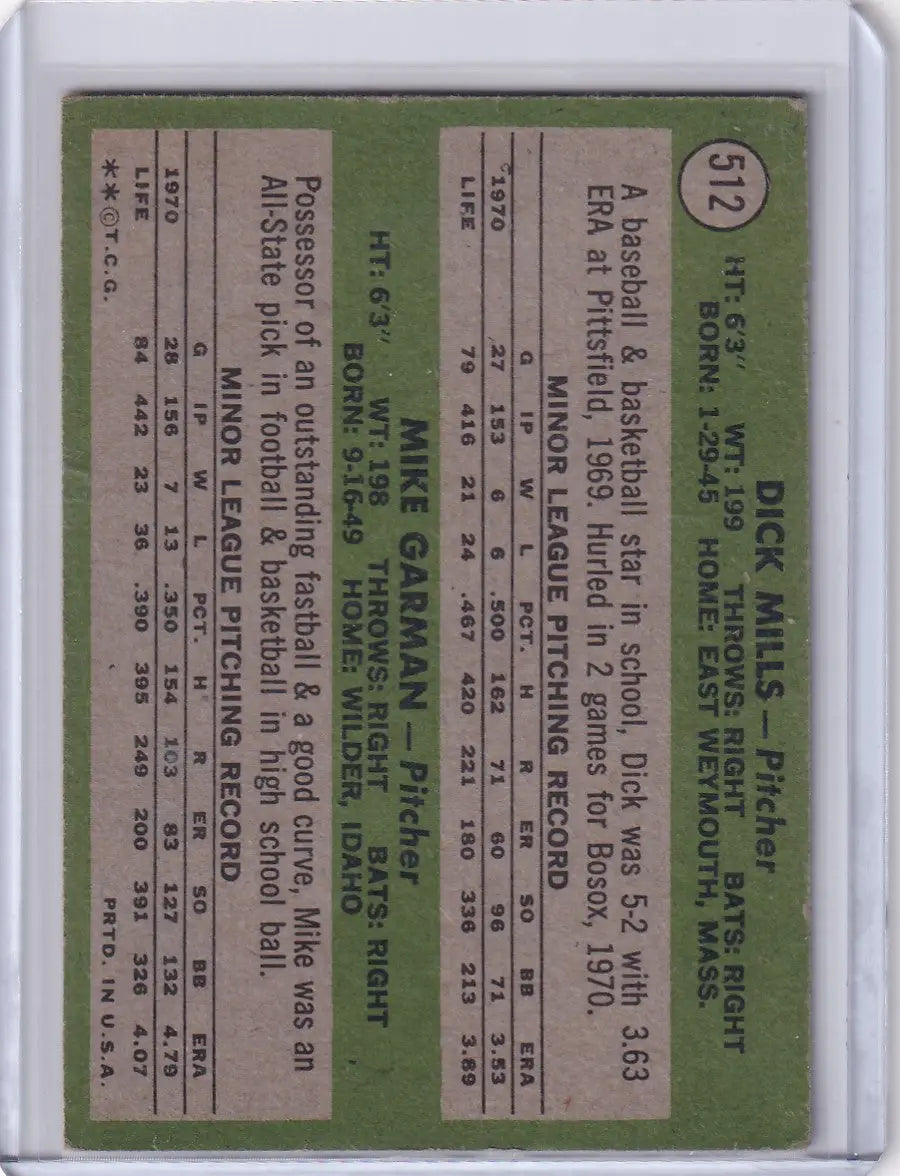 512
DICK MILLS — Pitcher
HT: 6'3" WT: 199 THROWS: RIGHT BATS: RIGHT
BORN: 1-29-45 HOME: EAST WEYMOUTH, MASS.
A baseball & basketball star in school, Dick was 5-2 with 3.63
ERA at Pittsfield, 1969. Hurled in 2 games for Bosox, 1970.
MINOR LEAGUE PITCHING RECORD
G IP W L PCT. H R ER SO BB ERA
1970 27 153 6 6 .500 162 71 60 96 71 3.53
LIFE 79 416 21 24 .467 420 221 180 336 213 3.89
MIKE GARMAN — Pitcher
HT: 6'3" WT: 198 THROWS: RIGHT BATS: RIGHT
BORN: 9-16-49 HOME: WILDER, IDAHO
Possessor of an outstanding fastball & a good curve, Mike was an
All-State pick in football & basketball in high school ball.
MINOR LEAGUE PITCHING RECORD
G IP W L PCT. H R ER SO BB ERA
1970 28 156 7 13 .350 154 103 83 127 132 4.79
LIFE 84 442 23 36 .390 395 249 200 391 326 4.07
**©T.C.G. PRTD. IN U.S.A.